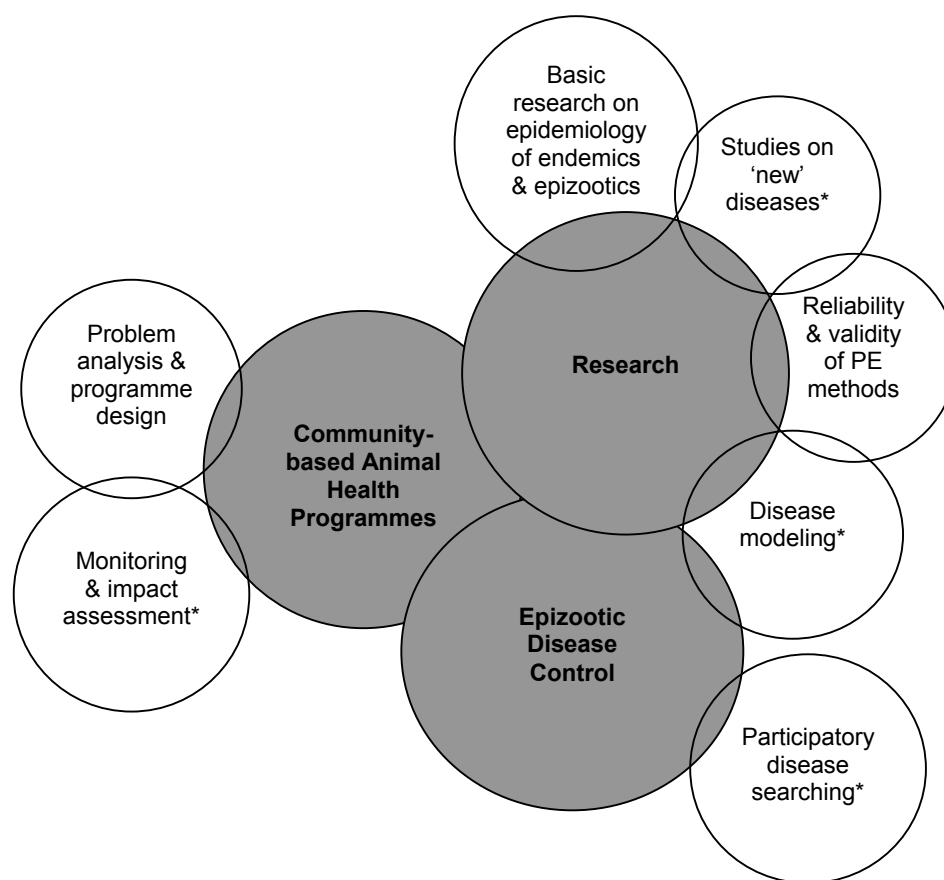 Basic
research on
epidemiology
of endemics
& epizootics
Studies on
‘new’
diseases*
Reliability
& validity
of PE
methods
Research
Problem
analysis &
programme
design
Community-
based Animal
Health
Programmes
Disease
modeling*
Monitoring
& impact
assessment*
Epizootic
Disease
Control
Participatory
disease
searching*